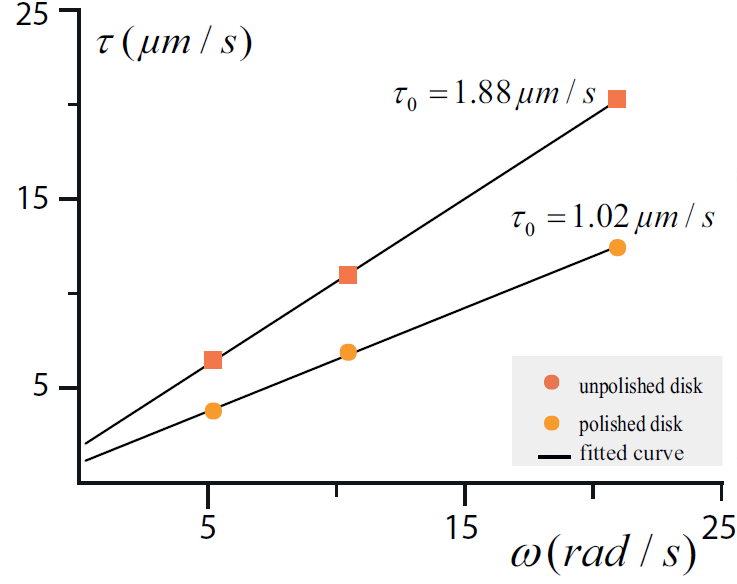 25
τ (μm / s)
τ₀ = 1.88 μm / s
15
τ₀ = 1.02 μm / s
5
unpolished disk
polished disk
fitted curve
5
15
25
ω (rad / s)